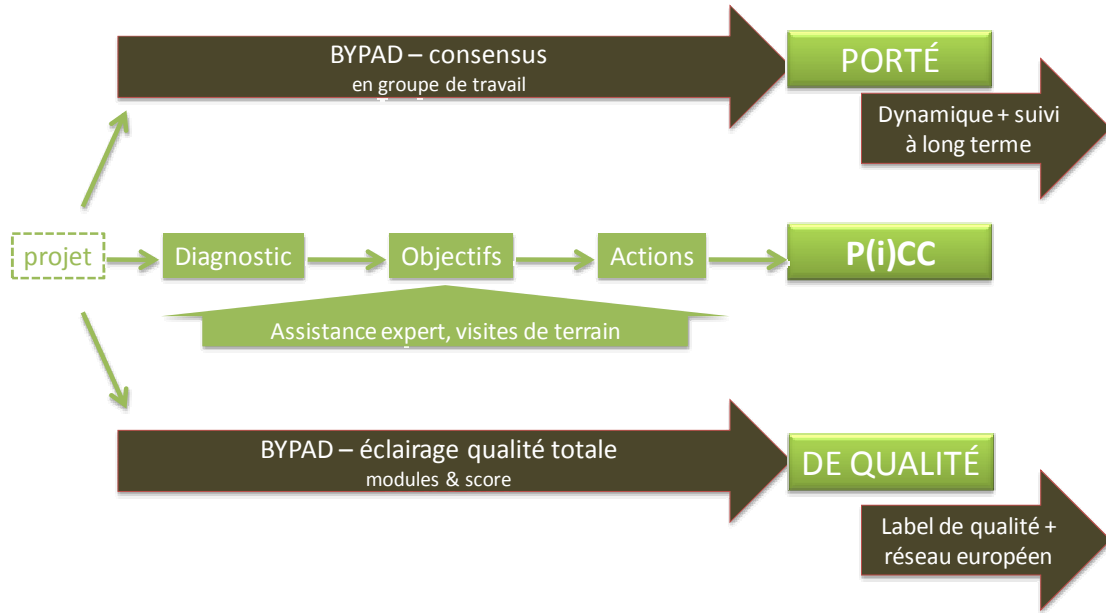 BYPAD – consensus
en groupe de travail
PORTÉ
Dynamique + suivi
à long terme
projet
Diagnostic
Objectifs
Actions
P(i)CC
Assistance expert, visites de terrain
BYPAD – éclairage qualité totale
modules & score
DE QUALITÉ
Label de qualité +
réseau européen